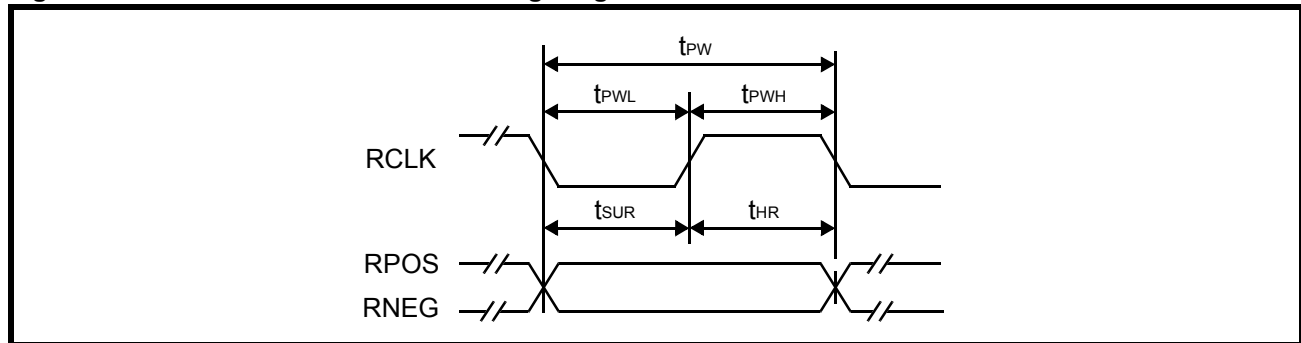 tPW
tPWL tPWH
RCLK
tSUR tHR
RPOS
RNEG